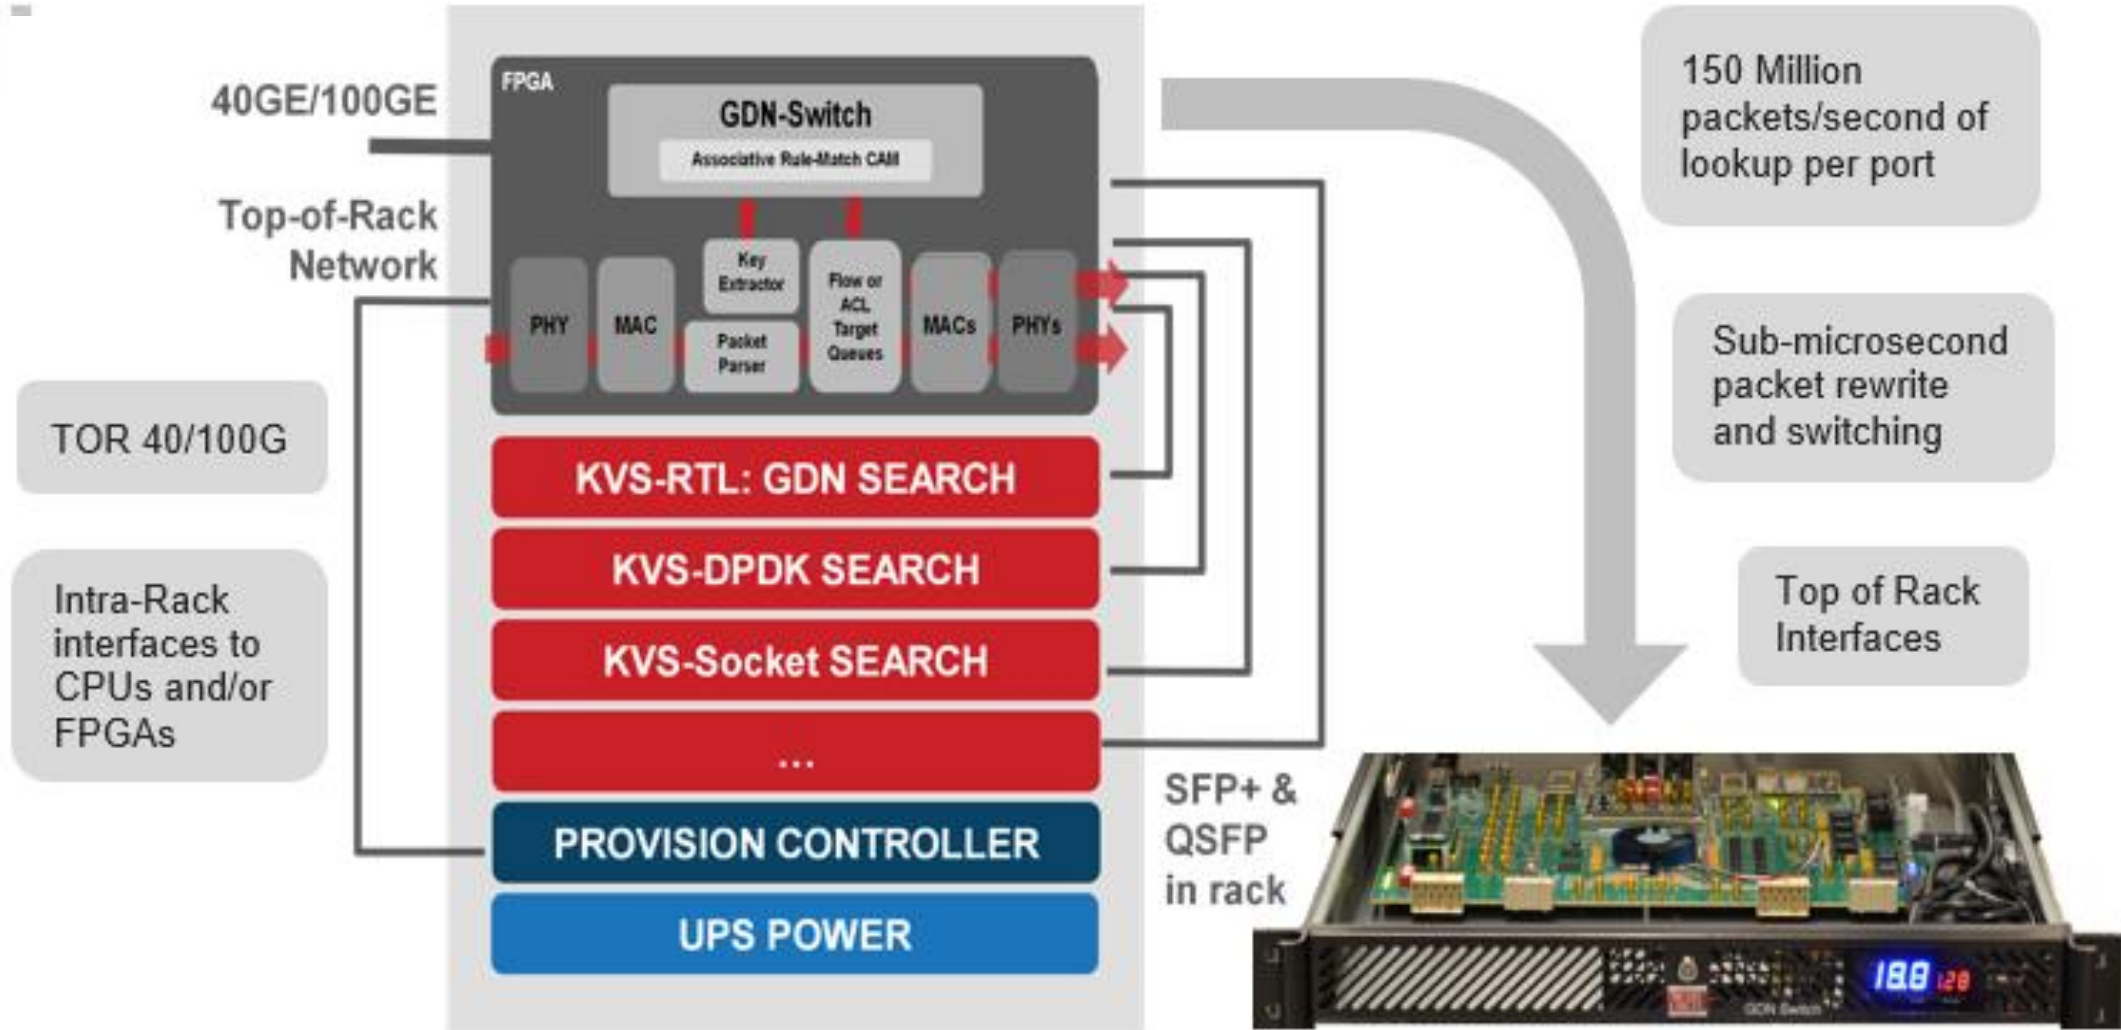 40GE/100GE
Top-of-Rack
Network
TOR 40/100G
Intra-Rack
interfaces to
CPUs and/or
FPGAs
FPGA
GDN-Switch
Associative Rule-Match CAM
PHY
MAC
Key
Extractor
Packet
Parser
Flow or
ACL
Target
Queues
MACs
PHYs
KVS-RTL: GDN SEARCH
KVS-DPDK SEARCH
KVS-Socket SEARCH
...
PROVISION CONTROLLER
UPS POWER
SFP+ &
QSFP
in rack
150 Million
packets/second of
lookup per port
Sub-microsecond
packet rewrite
and switching
Top of Rack
Interfaces
18.8
GDN Switch